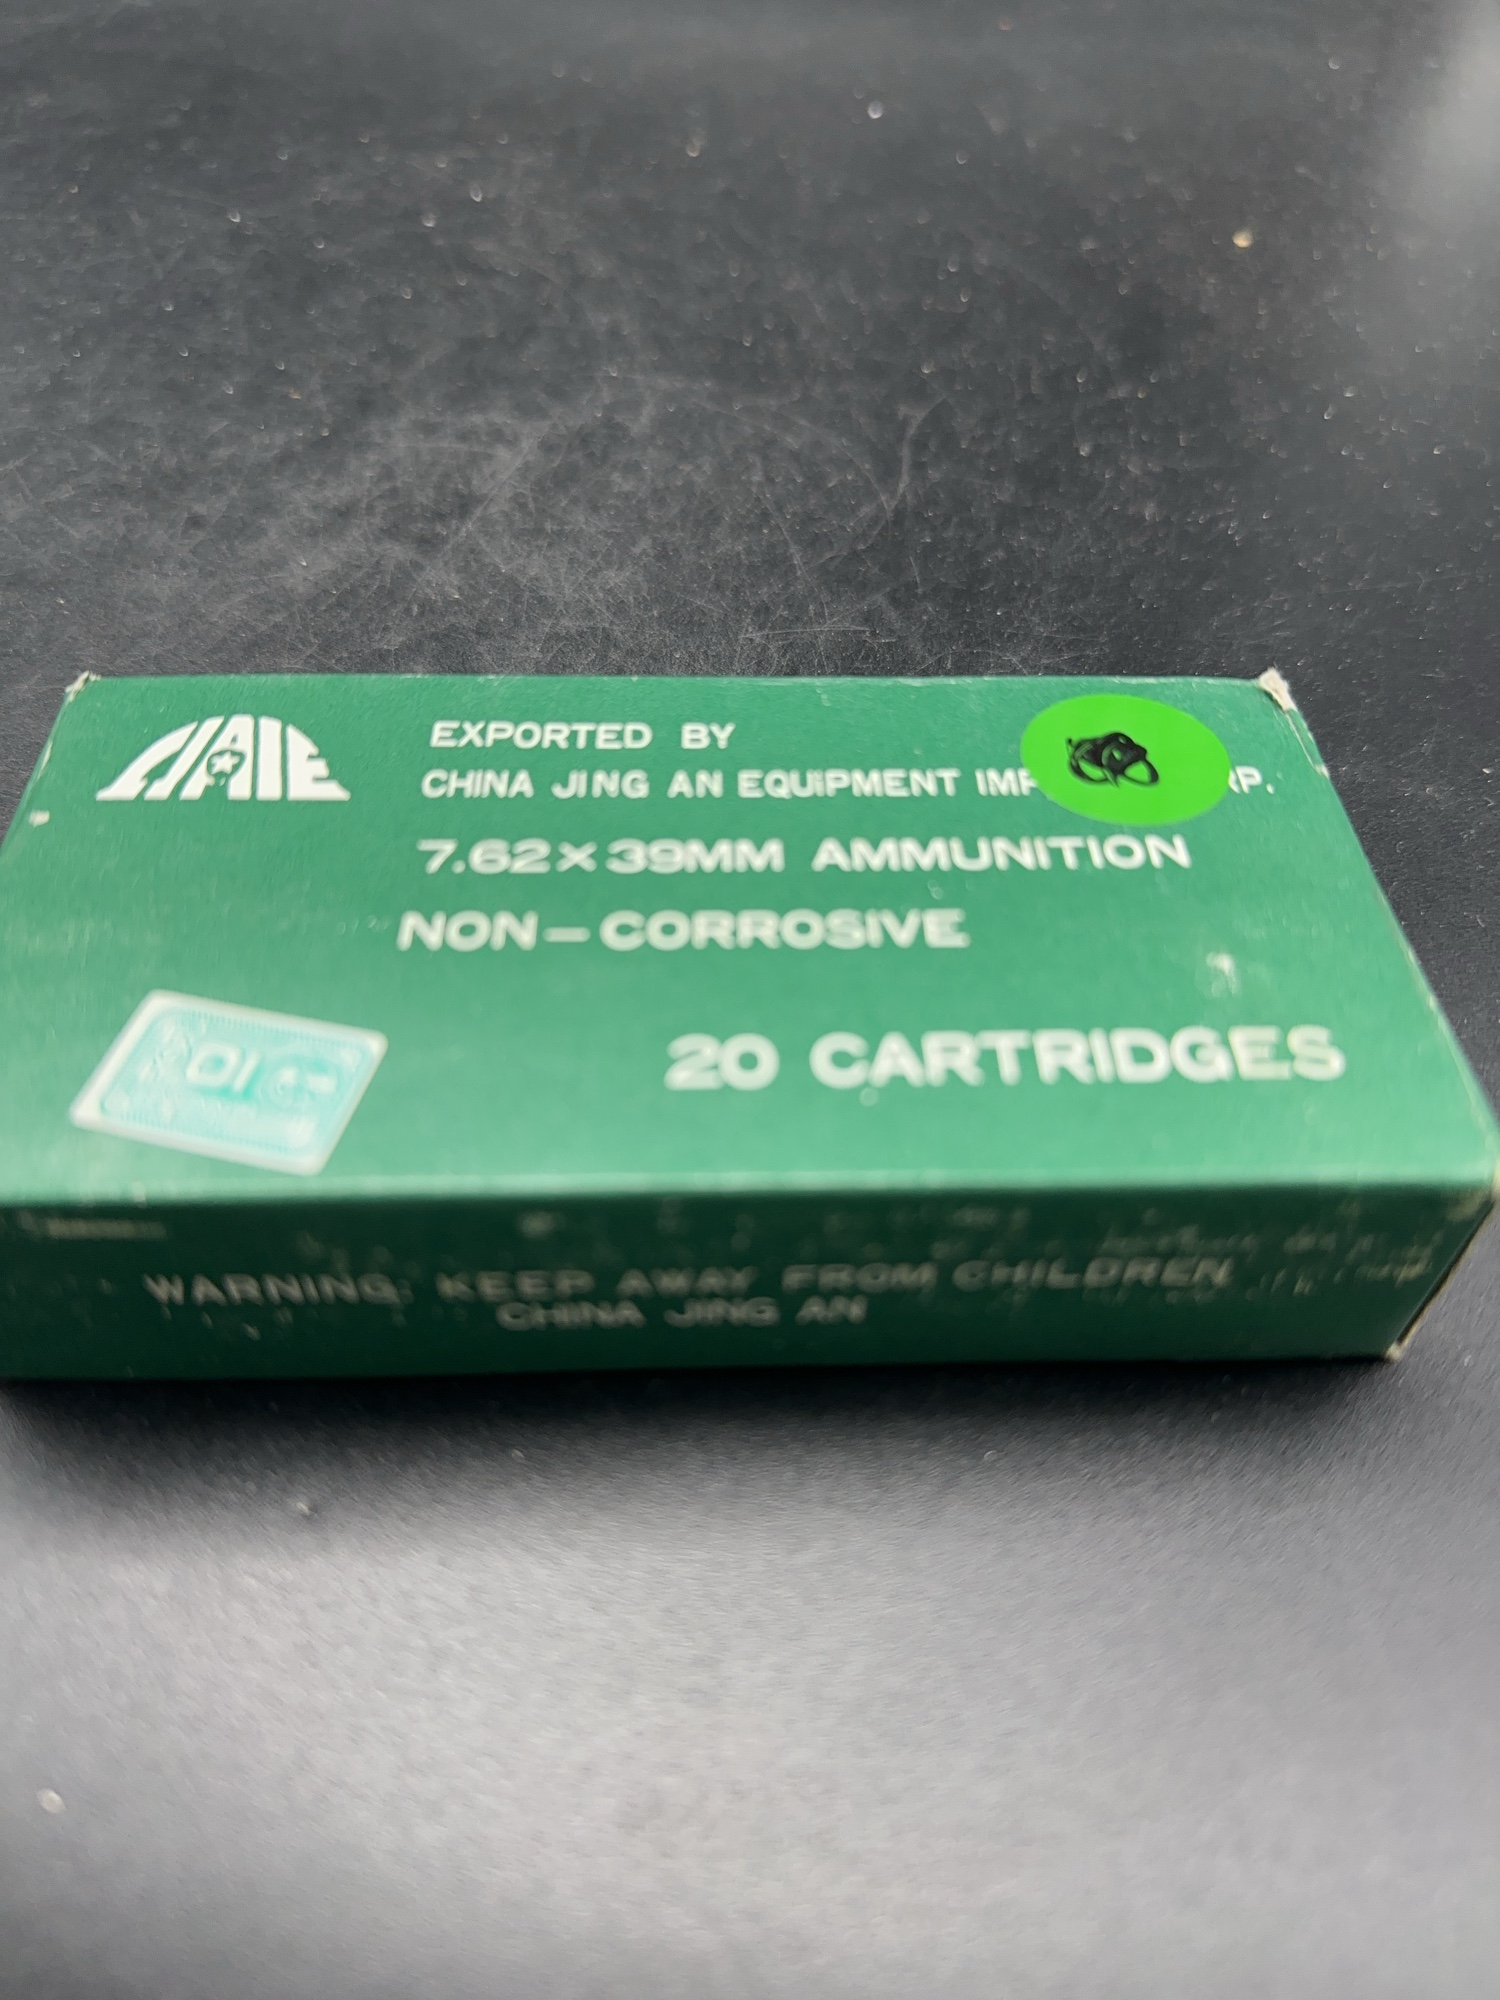 CJAIE
EXPORTED BY
CHINA JING AN EQUIPMENT IMP RP.
7.62×39MM AMMUNITION
NON-CORROSIVE
20 CARTRIDGES
WARNING: KEEP AWAY FROM CHILDREN
CHINA JING AN